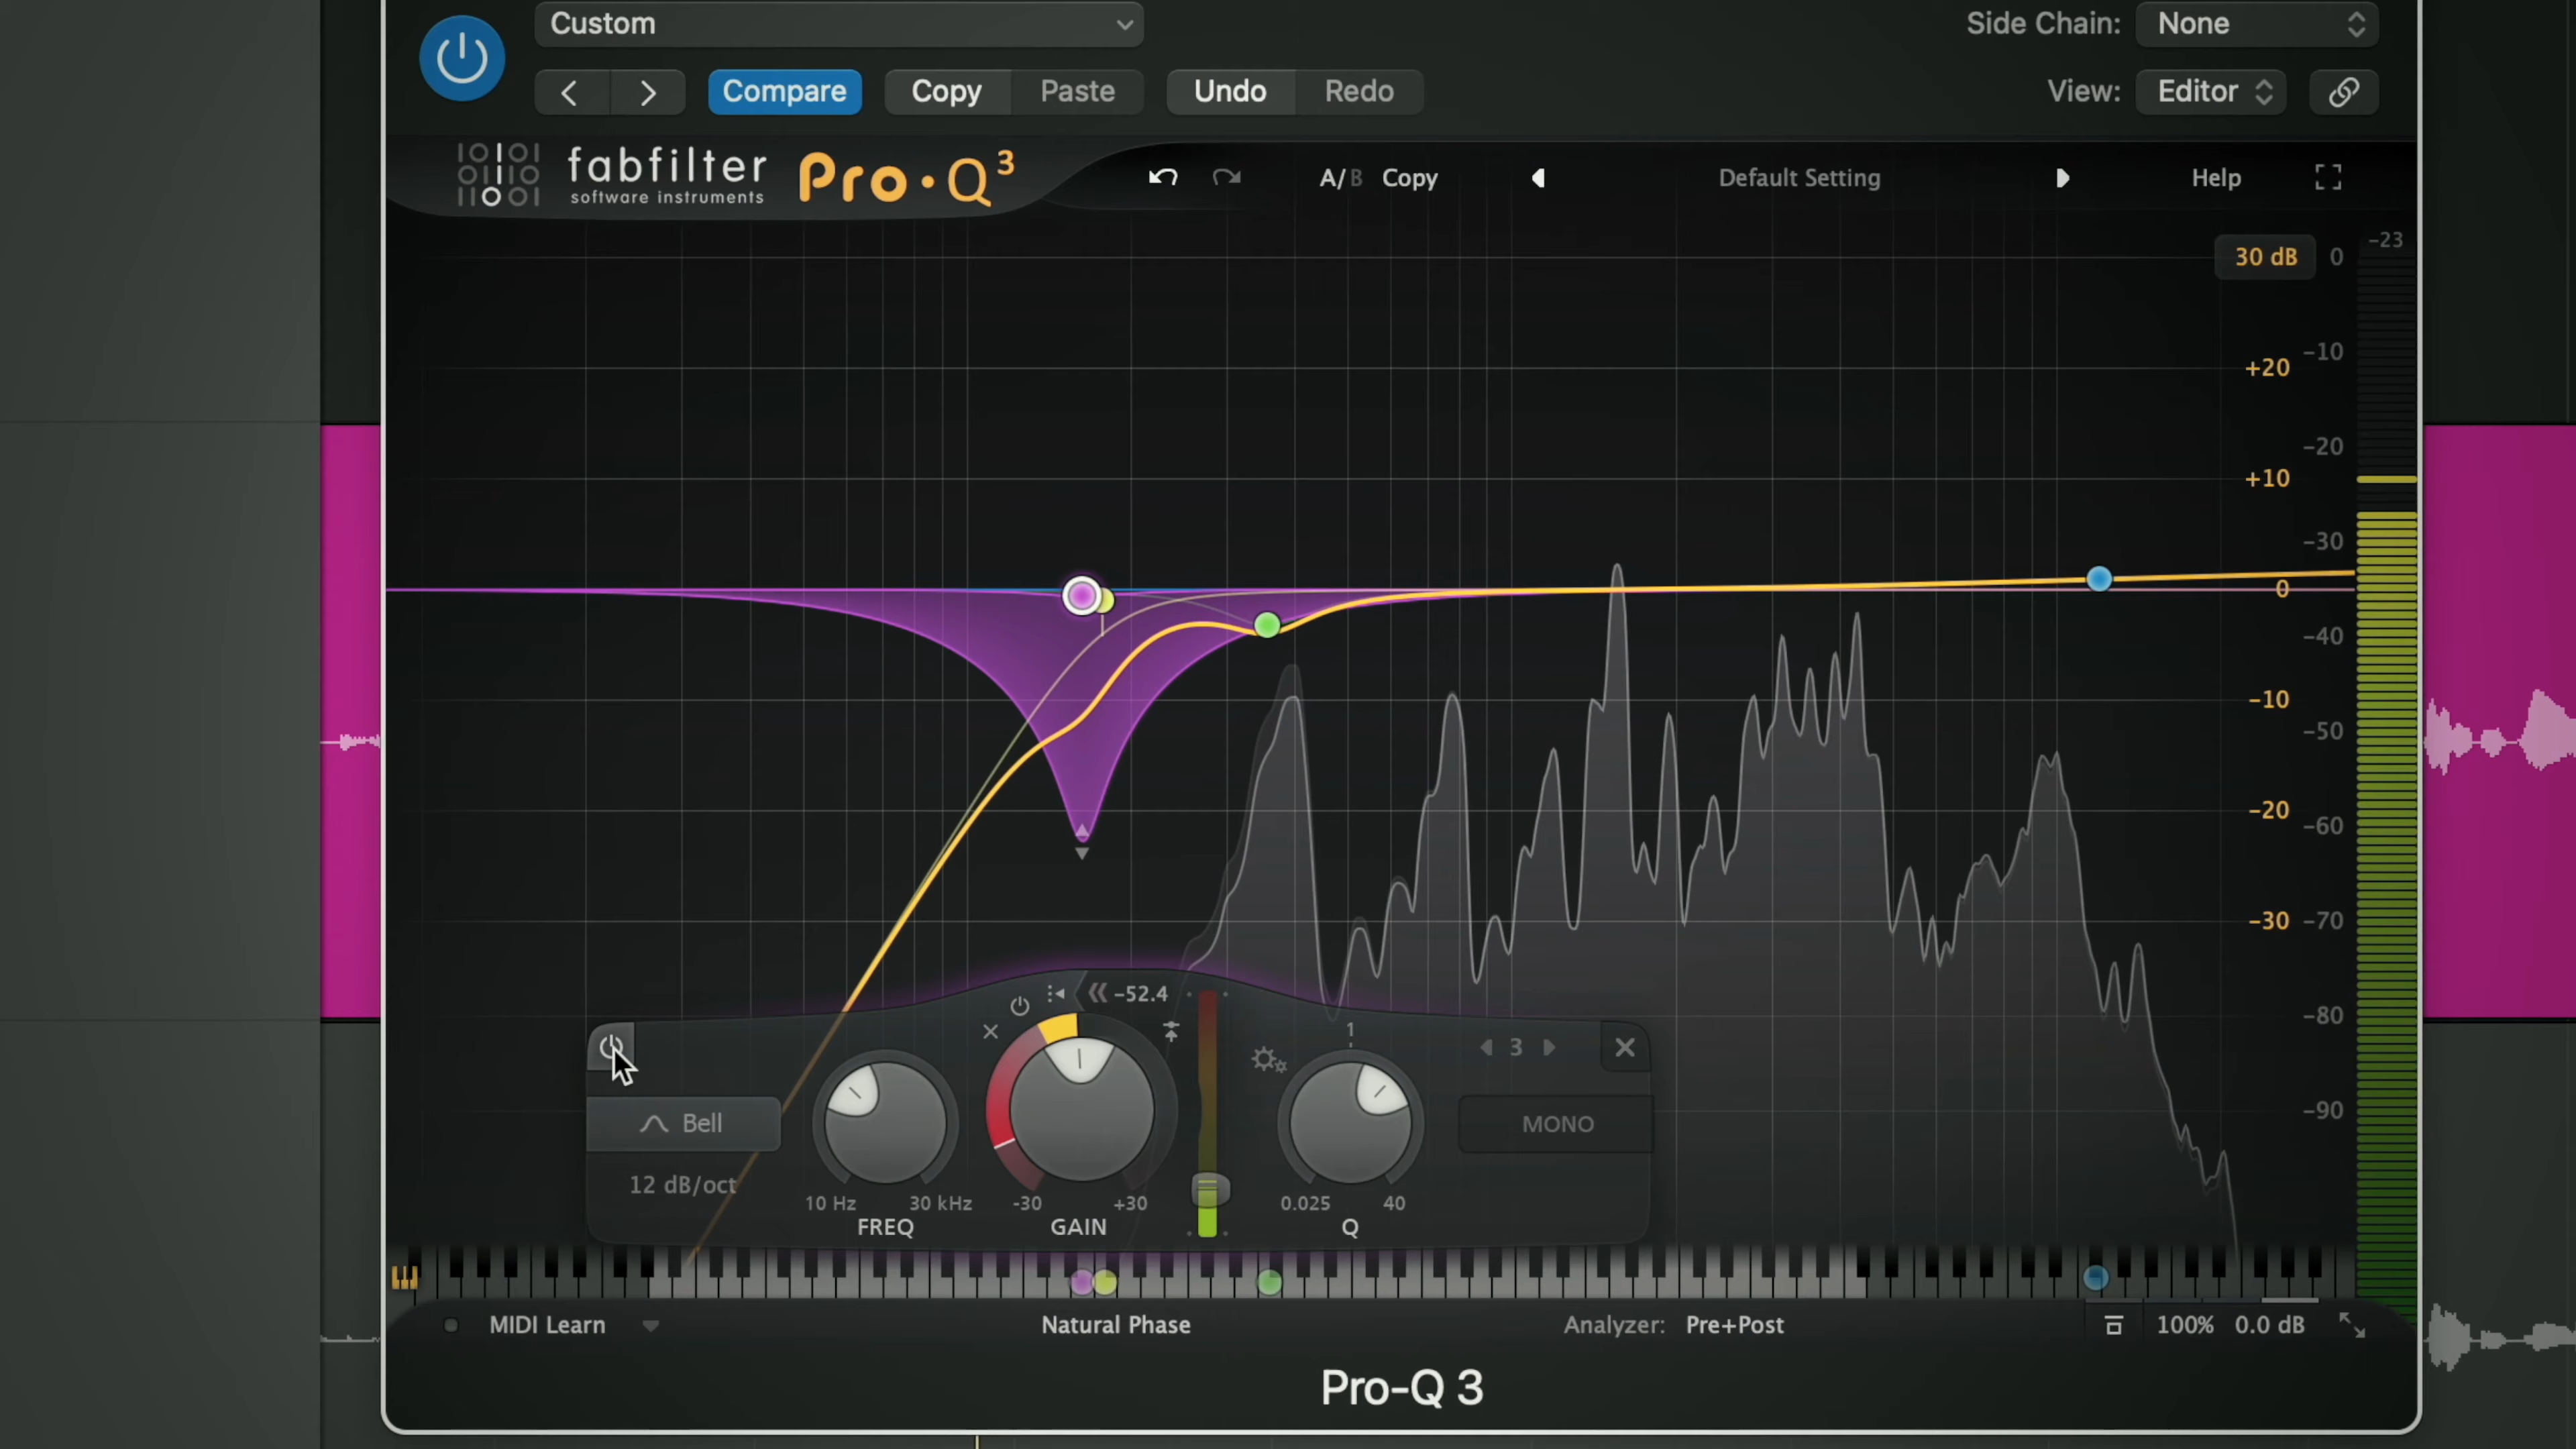 Custom
Side Chain: None
Compare Copy Paste Undo Redo
View: Editor
fabfilter
software instruments
Pro·Q3
A/B Copy
Default Setting
Help
-23
30 dB 0
-10
+20
-20
+10
-30
0
-40
-10
-50
-20
-60
-30 -70
-80
-90
-52.4
1
3
Bell
MONO
12 dB/oct
10 Hz 30 kHz
FREQ
-30 +30
GAIN
0.025 40
Q
MIDI Learn
Natural Phase
Analyzer: Pre+Post
100% 0.0 dB
Pro-Q 3